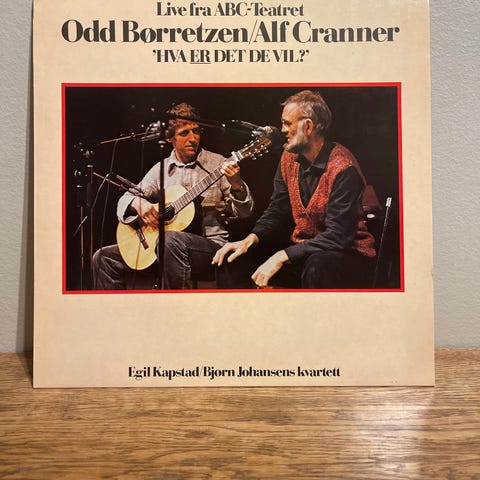 Live fra ABC-Teatret
Odd Børretzen/Alf Cranner
'HVA ER DET DE VIL?'
Egil Kapstad/Bjørn Johansens kvartett